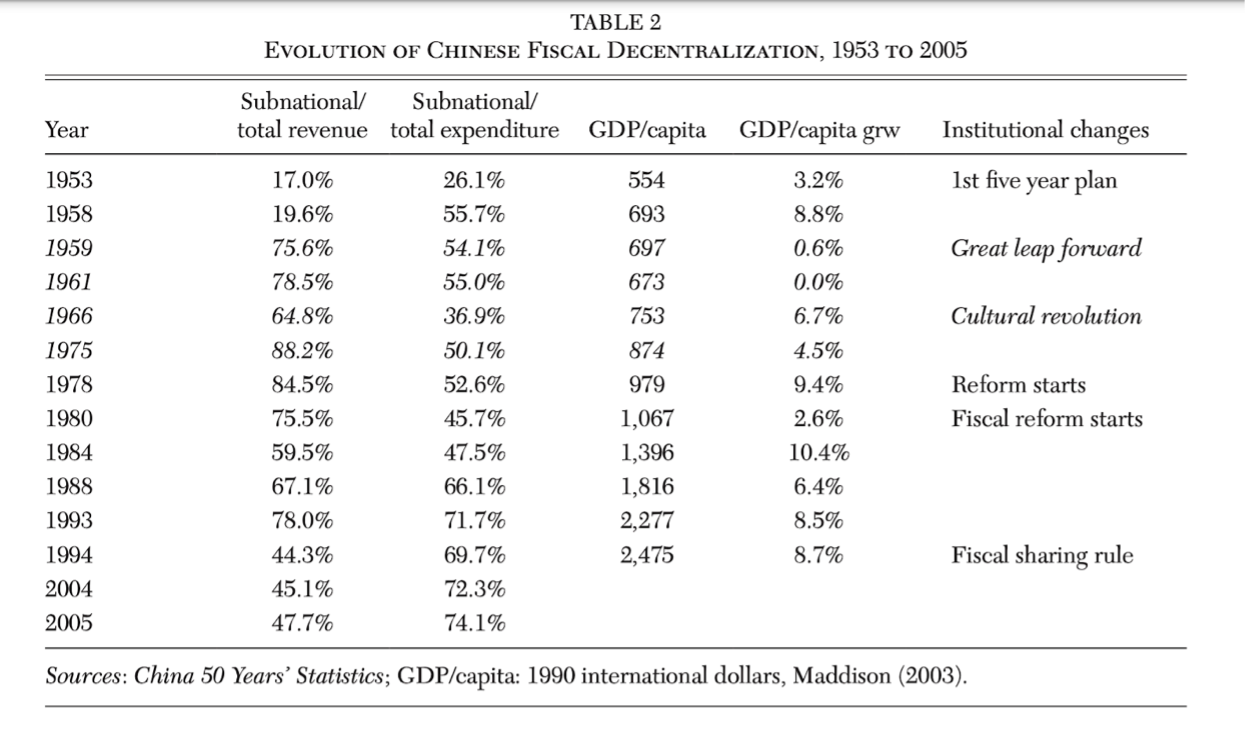 TABLE 2
Evolution of Chinese Fiscal Decentralization, 1953 to 2005
Subnational/ Subnational/
Year total revenue total expenditure GDP/capita GDP/capita grw Institutional changes
1953 17.0% 26.1% 554 3.2% 1st five year plan
1958 19.6% 55.7% 693 8.8%
1959 75.6% 54.1% 697 0.6% Great leap forward
1961 78.5% 55.0% 673 0.0%
1966 64.8% 36.9% 753 6.7% Cultural revolution
1975 88.2% 50.1% 874 4.5%
1978 84.5% 52.6% 979 9.4% Reform starts
1980 75.5% 45.7% 1,067 2.6% Fiscal reform starts
1984 59.5% 47.5% 1,396 10.4%
1988 67.1% 66.1% 1,816 6.4%
1993 78.0% 71.7% 2,277 8.5%
1994 44.3% 69.7% 2,475 8.7% Fiscal sharing rule
2004 45.1% 72.3%
2005 47.7% 74.1%
Sources: China 50 Years’ Statistics; GDP/capita: 1990 international dollars, Maddison (2003).